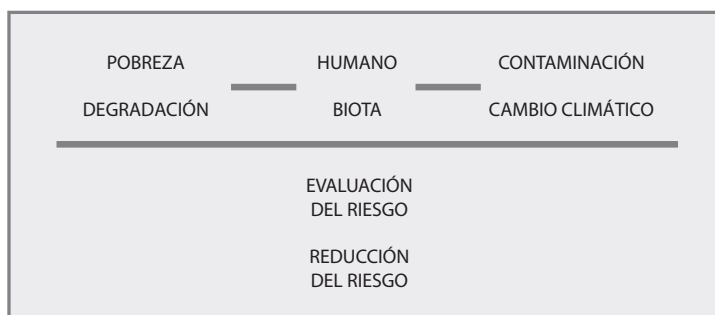 POBREZA HUMANO CONTAMINACIÓN
DEGRADACIÓN BIOTA CAMBIO CLIMÁTICO
EVALUACIÓN
DEL RIESGO
REDUCCIÓN
DEL RIESGO